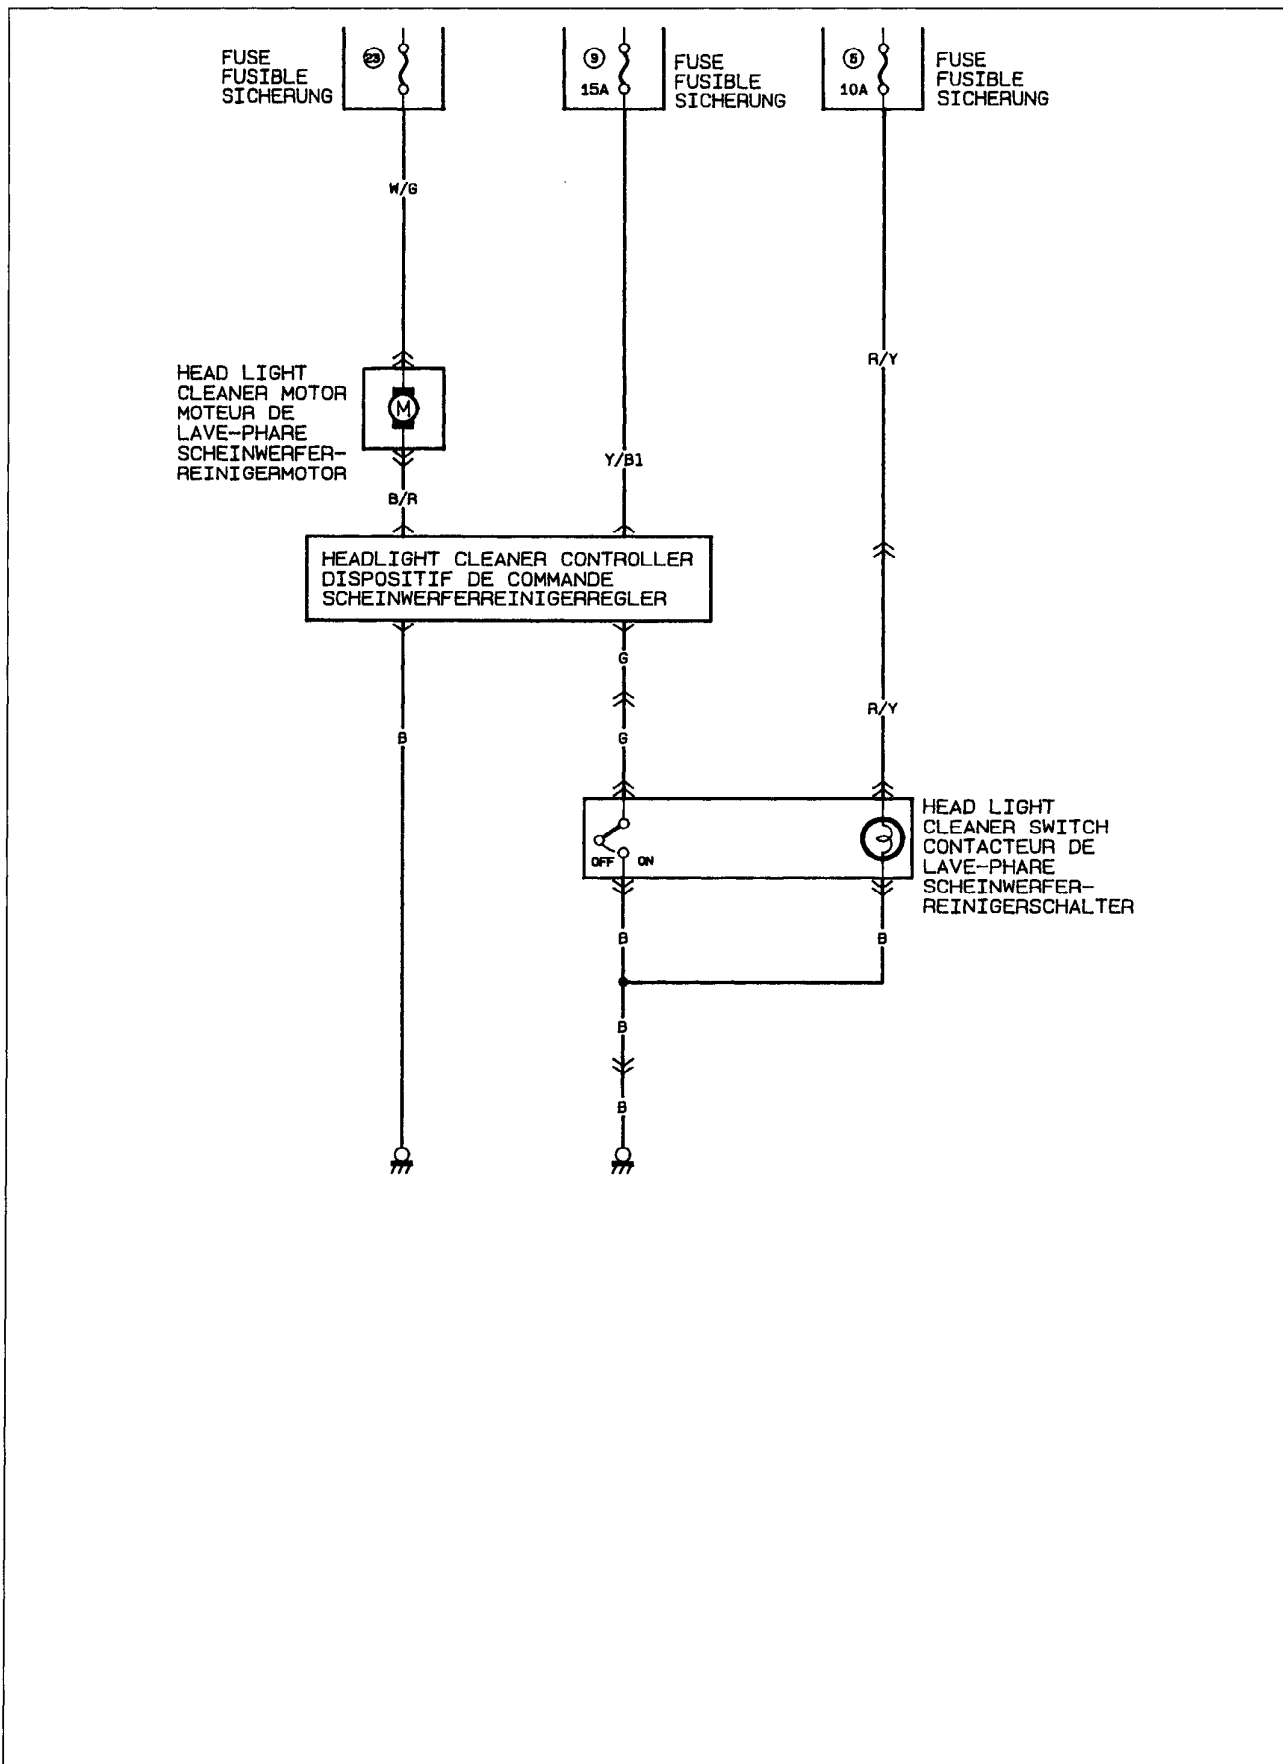 FUSE
FUSIBLE
SICHERUNG
23
9
15A
FUSE
FUSIBLE
SICHERUNG
5
10A
FUSE
FUSIBLE
SICHERUNG
W/G
R/Y
HEAD LIGHT
CLEANER MOTOR
MOTEUR DE
LAVE-PHARE
SCHEINWERFER-
REINIGERMOTOR
M
Y/B1
B/R
HEADLIGHT CLEANER CONTROLLER
DISPOSITIF DE COMMANDE
SCHEINWERFERREINIGERREGLER
G
R/Y
B
G
OFF
ON
HEAD LIGHT
CLEANER SWITCH
CONTACTEUR DE
LAVE-PHARE
SCHEINWERFER-
REINIGERSCHALTER
B
B
B
B